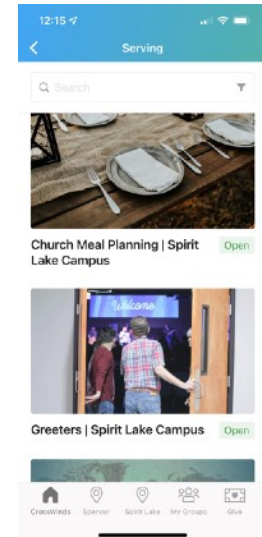 12:15
Serving
Search
Church Meal Planning | Spirit
Lake Campus
Open
Welcome
Greeters | Spirit Lake Campus
Open
CrossWinds
Spencer
Spirit Lake
My Groups
Give